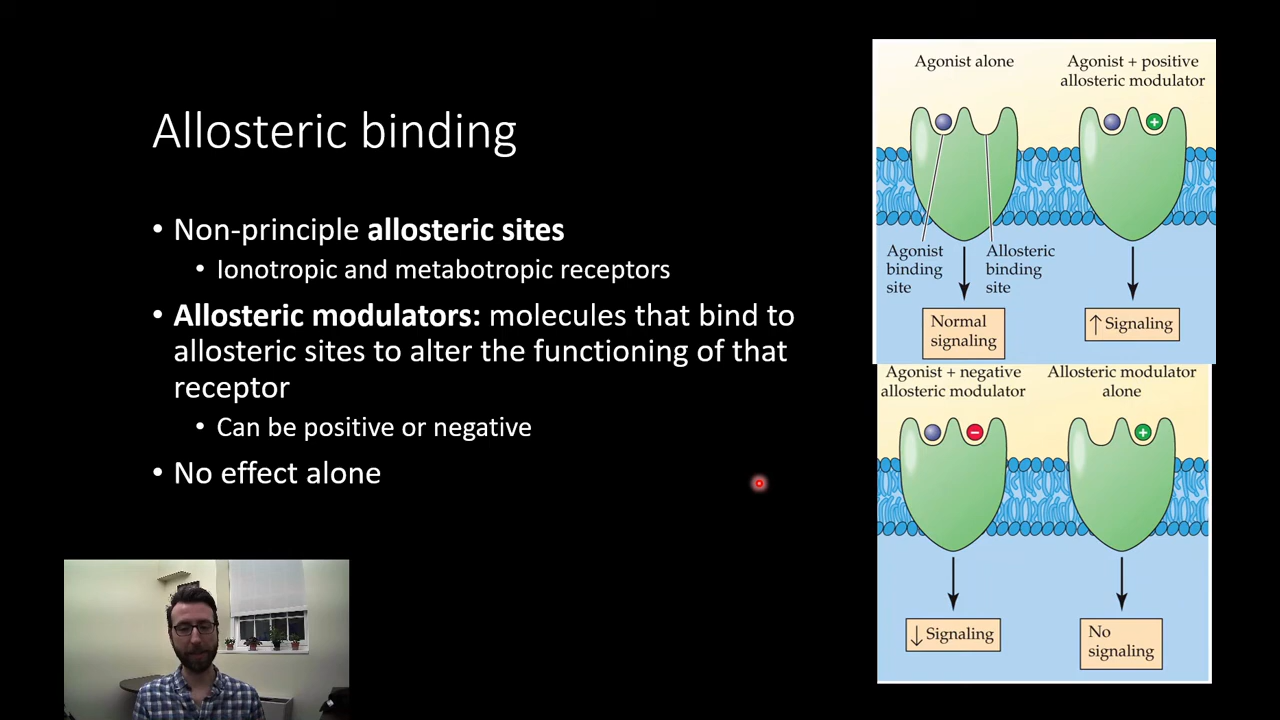 Allosteric binding
• Non-principle allosteric sites
• Ionotropic and metabotropic receptors
• Allosteric modulators: molecules that bind to
allosteric sites to alter the functioning of that
receptor
• Can be positive or negative
• No effect alone
Agonist alone
Agonist + positive
allosteric modulator
+
Agonist
binding
site
Allosteric
binding
site
Normal
signaling
↑ Signaling
Agonist + negative
allosteric modulator
Allosteric modulator
alone
−
+
↓ Signaling
No
signaling